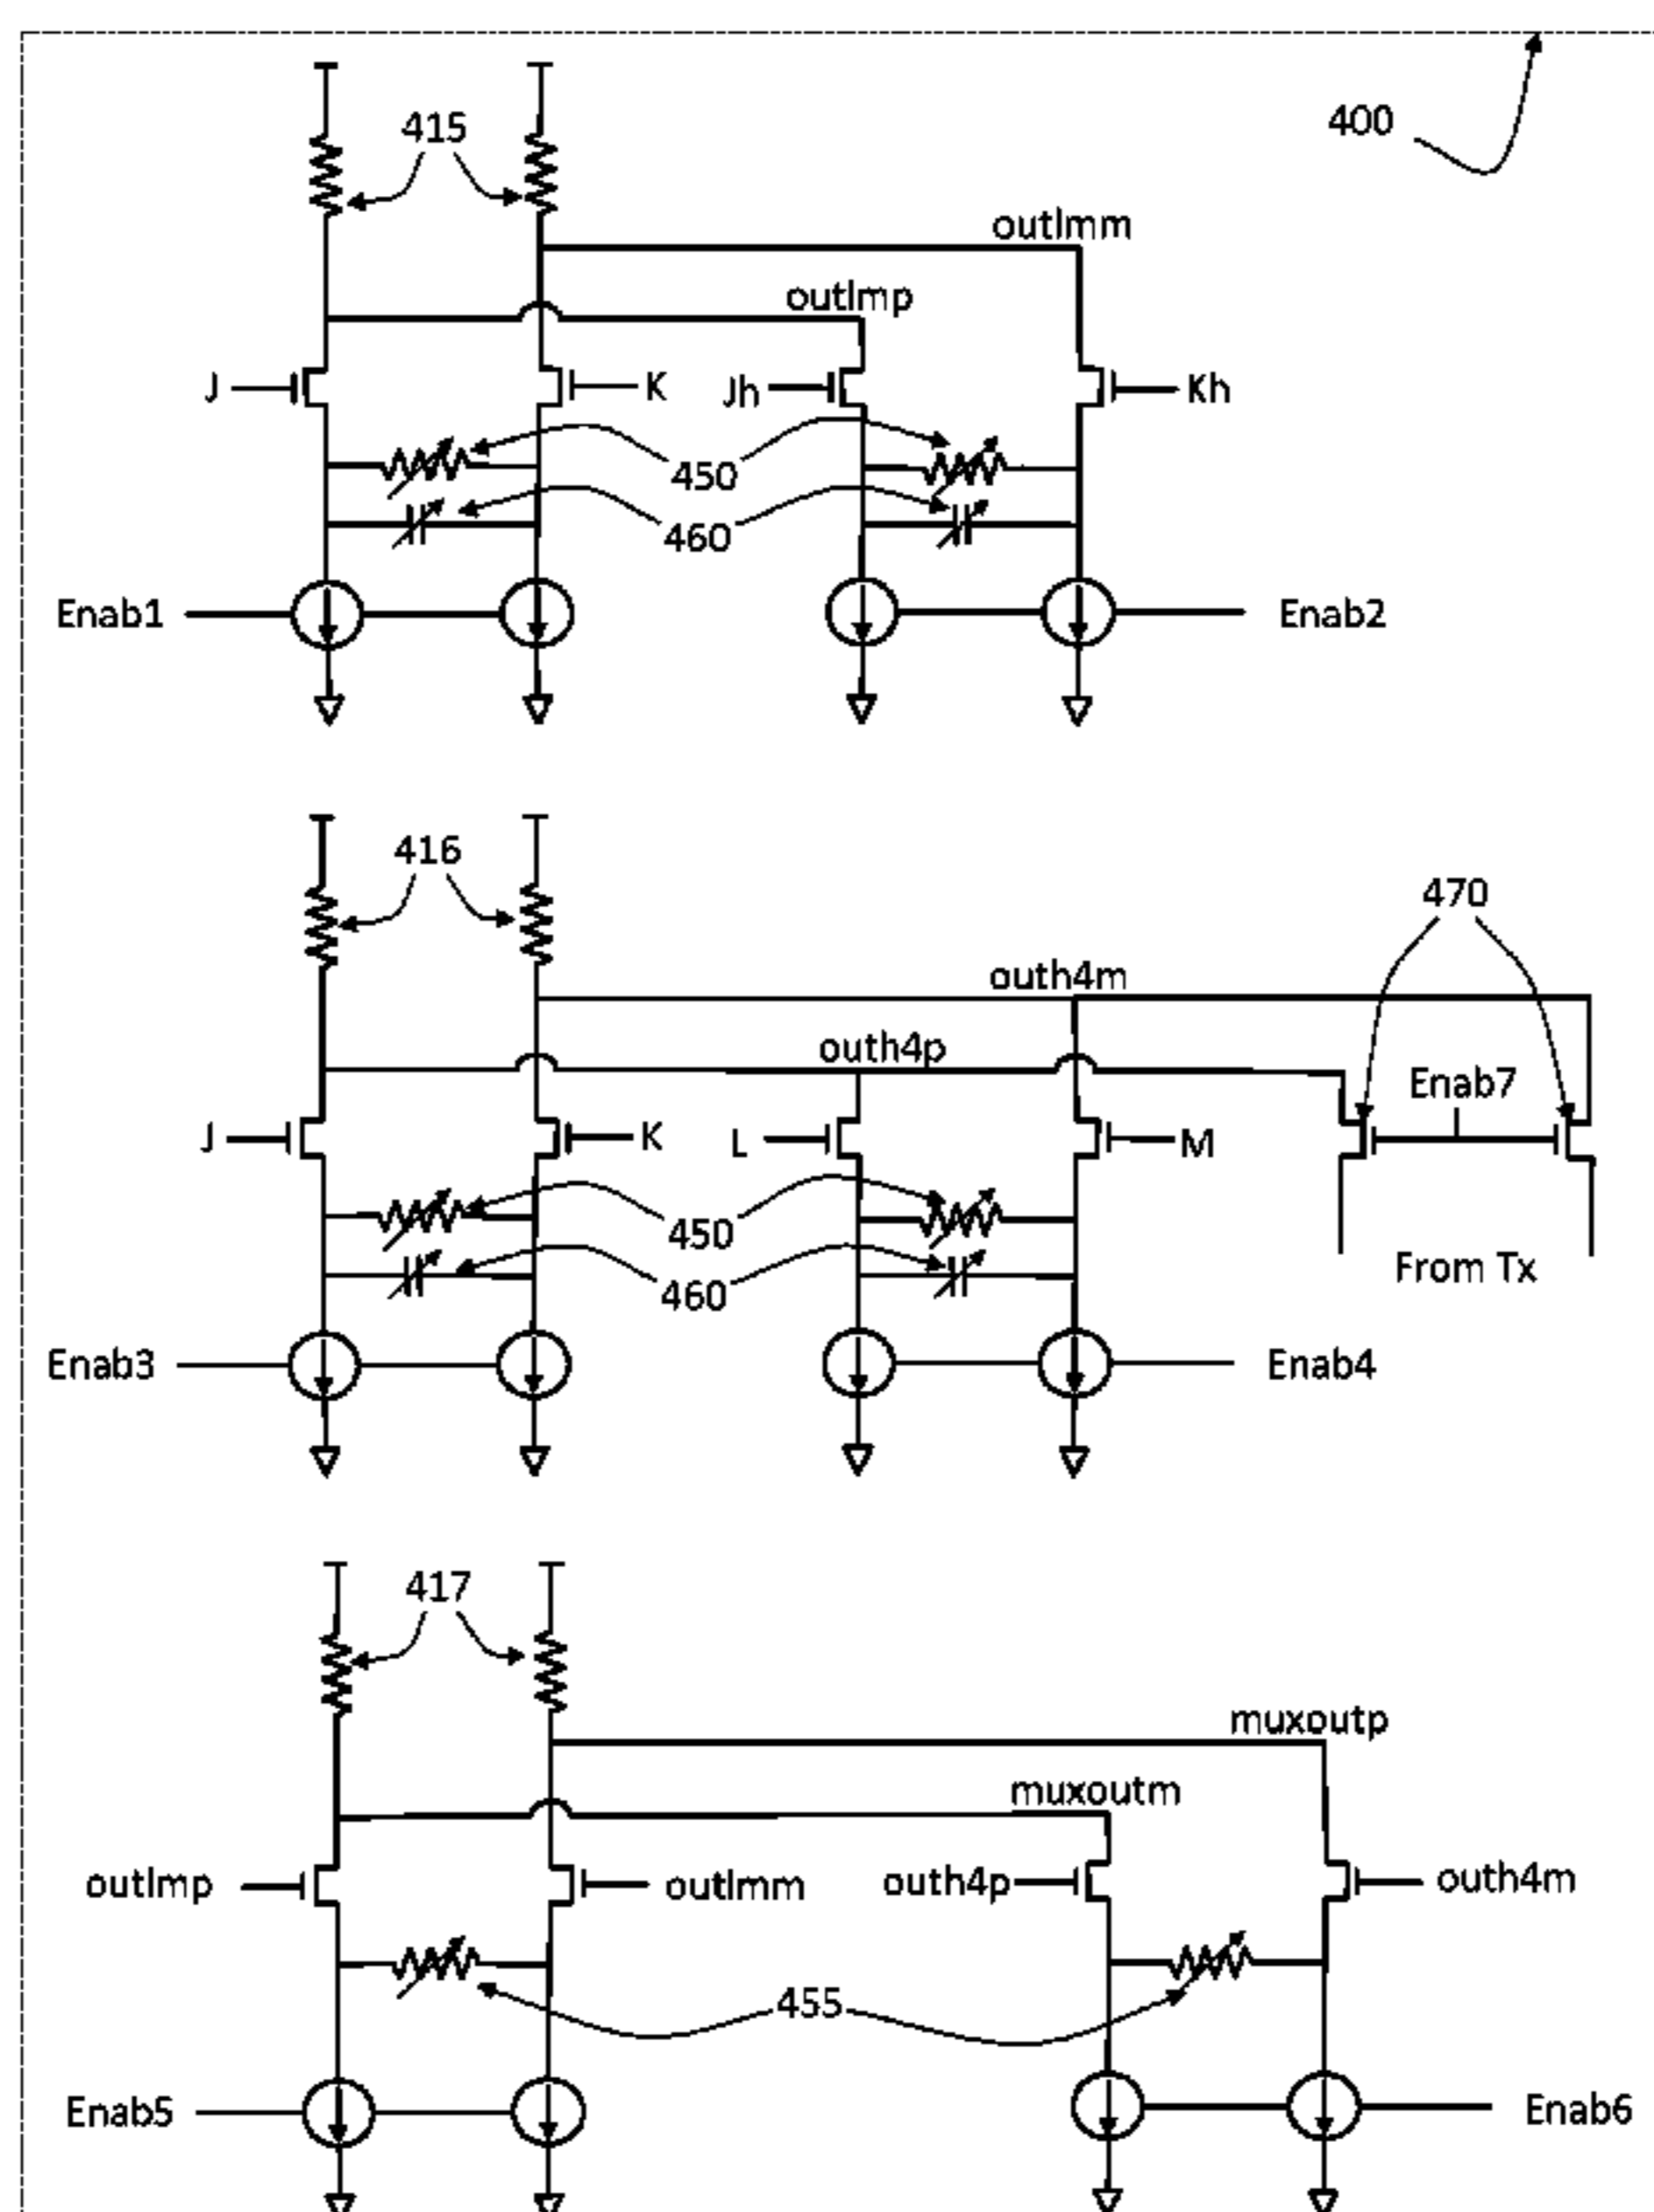 400
415
outlmm
outlmp
J
K
Jh
Kh
450
460
Enab1
Enab2
416
470
outh4m
outh4p
Enab7
J
K
L
M
450
460
From Tx
Enab3
Enab4
417
muxoutp
muxoutm
outlmp
outlmm
outh4p
outh4m
455
Enab5
Enab6